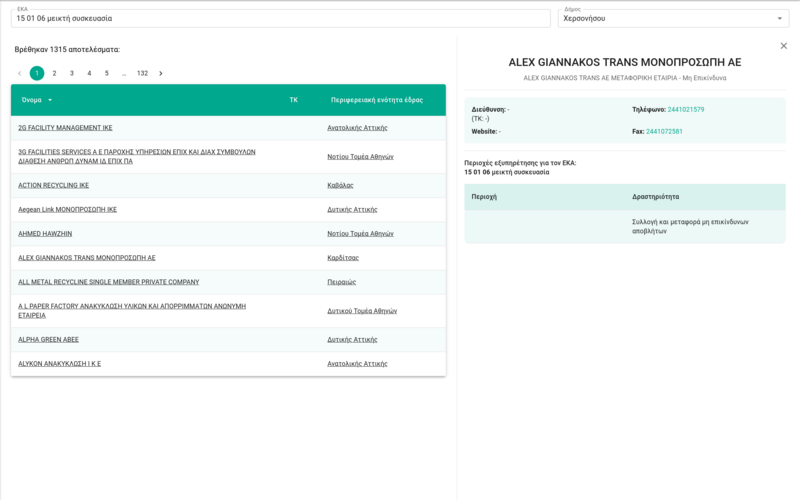 ΕΚΑ
15 01 06 μεικτή συσκευασία
Δήμος
Χερσονήσου
Βρέθηκαν 1315 αποτελέσματα:
1 2 3 4 5 ... 132
Όνομα ΤΚ Περιφερειακή ενότητα έδρας
2G FACILITY MANAGEMENT ΙΚΕ Ανατολικής Αττικής
3G FACILITIES SERVICES Α Ε ΠΑΡΟΧΗΣ ΥΠΗΡΕΣΙΩΝ ΕΠΙΧ ΚΑΙ ΔΙΑΧ ΣΥΜΒΟΥΛΩΝ
ΔΙΑΘΕΣΗ ΑΝΘΡΩΠ ΔΥΝΑΜ ΙΔ ΕΠΙΧ ΠΑ Νοτίου Τομέα Αθηνών
ACTION RECYCLING ΙΚΕ Καβάλας
Aegean Link ΜΟΝΟΠΡΟΣΩΠΗ ΙΚΕ Δυτικής Αττικής
AHMED HAWZHIN Νοτίου Τομέα Αθηνών
ALEX GIANNAKOS TRANS ΜΟΝΟΠΡΟΣΩΠΗ ΑΕ Καρδίτσας
ALL METAL RECYCLINE SINGLE MEMBER PRIVATE COMPANY Πειραιώς
A L PAPER FACTORY ΑΝΑΚΥΚΛΩΣΗ ΥΛΙΚΩΝ ΚΑΙ ΑΠΟΡΡΙΜΜΑΤΩΝ ΑΝΩΝΥΜΗ
ΕΤΑΙΡΕΙΑ Δυτικού Τομέα Αθηνών
ALPHA GREEN ΑΒΕΕ Δυτικής Αττικής
ALYKON ΑΝΑΚΥΚΛΩΣΗ Ι Κ Ε Ανατολικής Αττικής
ALEX GIANNAKOS TRANS ΜΟΝΟΠΡΟΣΩΠΗ ΑΕ
ALEX GIANNAKOS TRANS ΑΕ ΜΕΤΑΦΟΡΙΚΗ ΕΤΑΙΡΙΑ - Μη Επικίνδυνα
Διεύθυνση: -
(ΤΚ: -)
Τηλέφωνο: 2441021579
Website: -
Fax: 2441072581
Περιοχές εξυπηρέτησης για τον ΕΚΑ:
15 01 06 μεικτή συσκευασία
Περιοχή Δραστηριότητα
Συλλογή και μεταφορά μη επικίνδυνων
αποβλήτων